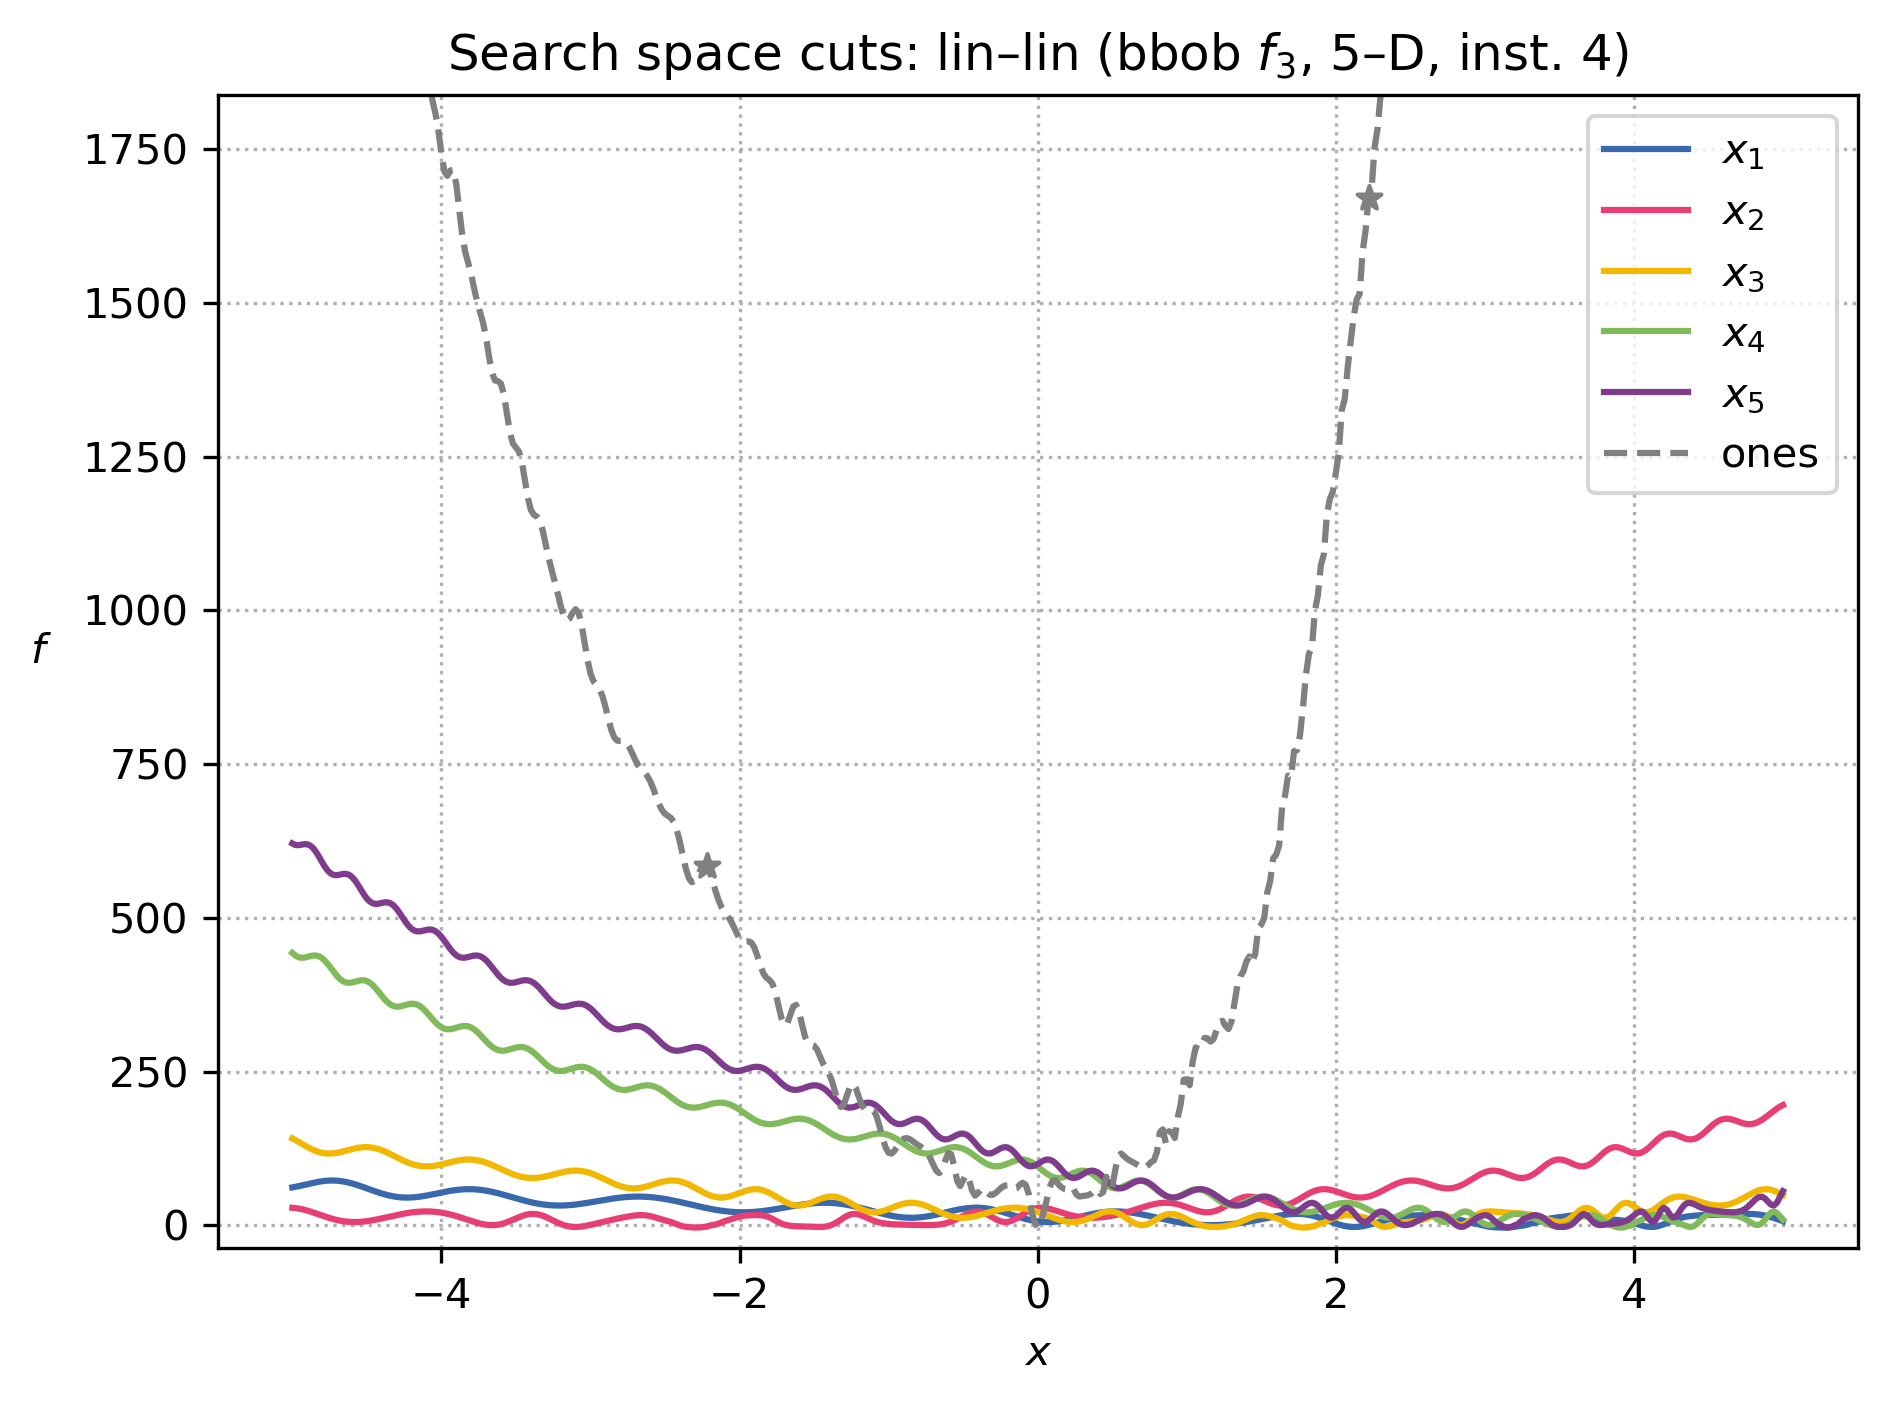 Search space cuts: lin–lin (bbob f₃, 5–D, inst. 4)
1750
1500
1250
1000
750
500
250
0
f
−4
−2
0
2
4
x
x₁
x₂
x₃
x₄
x₅
ones